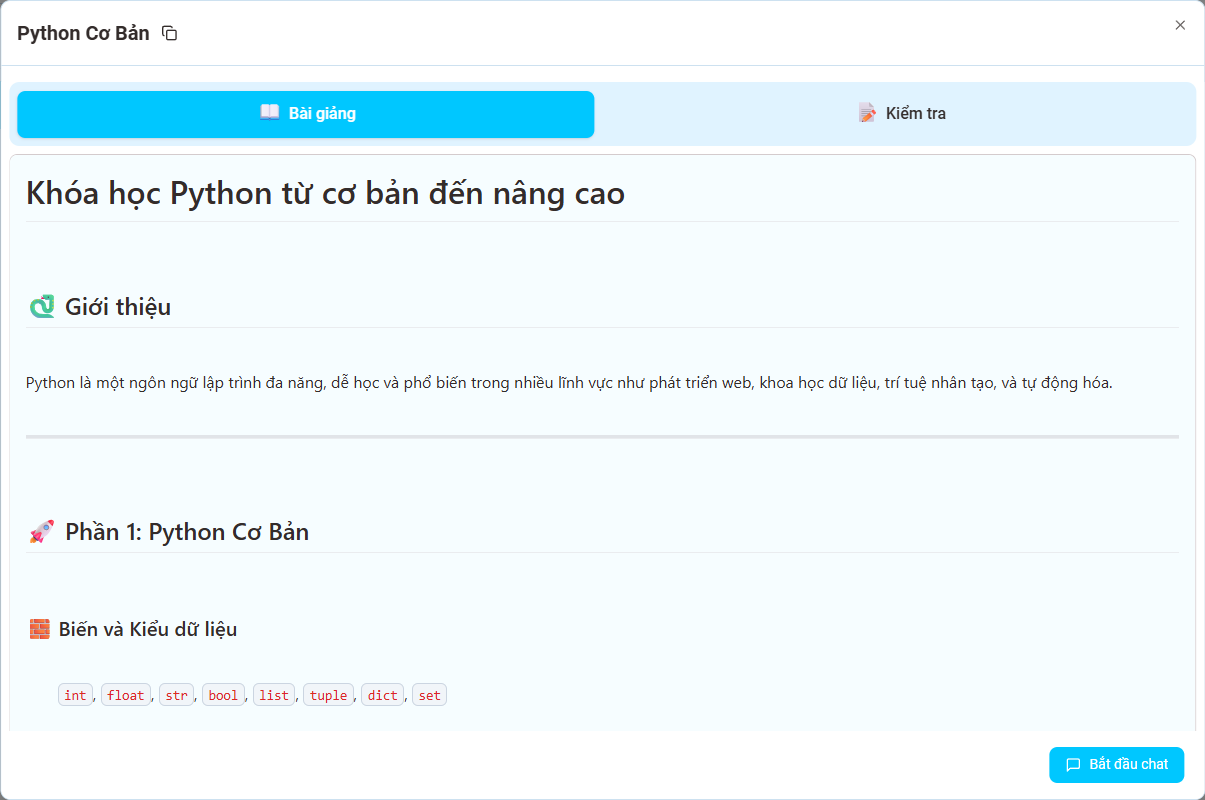 Python Cơ Bản
Bài giảng
Kiểm tra
Khóa học Python từ cơ bản đến nâng cao
Giới thiệu
Python là một ngôn ngữ lập trình đa năng, dễ học và phổ biến trong nhiều lĩnh vực như phát triển web, khoa học dữ liệu, trí tuệ nhân tạo, và tự động hóa.
Phần 1: Python Cơ Bản
Biến và Kiểu dữ liệu
int, float, str, bool, list, tuple, dict, set
Bắt đầu chat